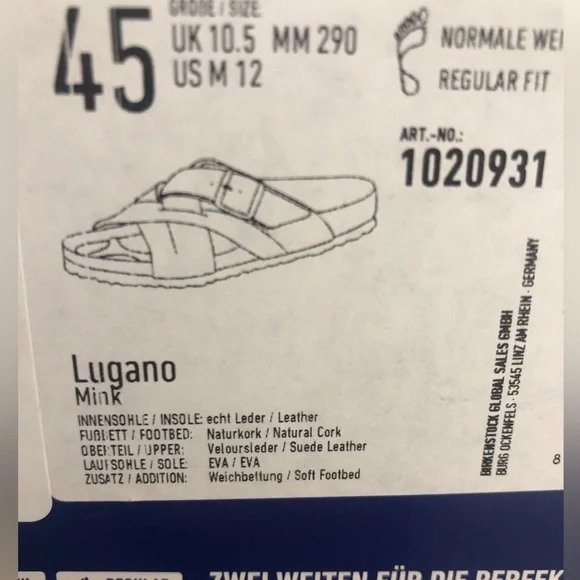 45
GRÖßE / SIZE
UK 10.5 MM 290
US M 12
NORMALE WEI
REGULAR FIT
ART.-NO.:
1020931
Lugano
Mink
INNENSOHLE / INSOLE: echt Leder / Leather
FUßBETT / FOOTBED: Naturkork / Natural Cork
OBERTEIL / UPPER: Veloursleder / Suede Leather
LAUFSOHLE / SOLE: EVA / EVA
ZUSATZ / ADDITION: Weichbettung / Soft Footbed
BIRKENSTOCK GLOBAL SALES GMBH
BURG OCKENFELS · 53545 LINZ AM RHEIN · GERMANY
8
REGULAR
ZWEI WEITEN FÜR DIE PERFEK